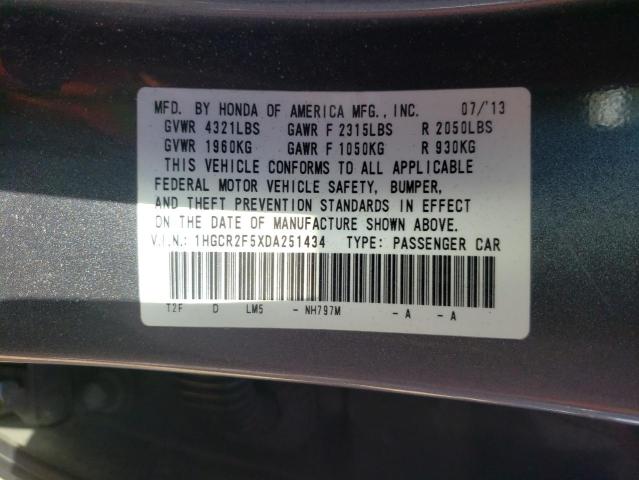 MFD. BY HONDA OF AMERICA MFG., INC. 07/'13
GVWR 4321LBS GAWR F 2315LBS R 2050LBS
GVWR 1960KG GAWR F 1050KG R 930KG
THIS VEHICLE CONFORMS TO ALL APPLICABLE
FEDERAL MOTOR VEHICLE SAFETY, BUMPER,
AND THEFT PREVENTION STANDARDS IN EFFECT
ON THE DATE OF MANUFACTURE SHOWN ABOVE.
V.I.N.: 1HGCR2F5XDA251434 TYPE: PASSENGER CAR
T2F D LM5 - NH797M - A - A